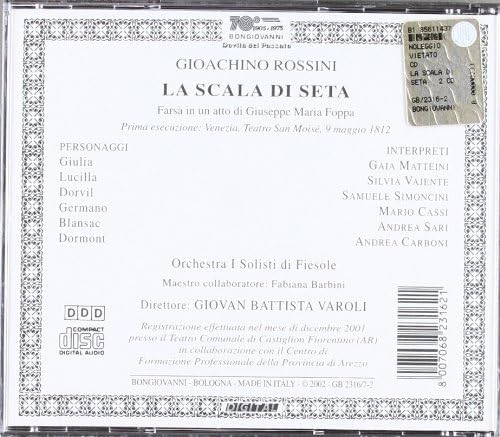 70° 1905-1975
BONGIOVANNI
GIOACHINO ROSSINI
LA SCALA DI SETA
Farsa in un atto di Giuseppe Maria Foppa
Prima esecuzione: Venezia, Teatro San Moisé, 9 maggio 1812
PERSONAGGI INTERPRETI
Giulia GAIA MATTEINI
Lucilla SILVIA VAJENTE
Dorvil SAMUELE SIMONCINI
Germano MARIO CASSI
Blansac ANDREA SARI
Dormont ANDREA CARBONI
Orchestra I Solisti di Fiesole
Maestro collaboratore: Fabiana Barbini
Direttore: GIOVAN BATTISTA VAROLI
Registrazione effettuata nel mese di dicembre 2001
presso il Teatro Comunale di Castiglion Fiorentino (AR)
in collaborazione con il Centro di
Formazione Professionale della Provincia di Arezzo
BONGIOVANNI - BOLOGNA - MADE IN ITALY - © 2002 - GB 2316/7-2
DIGITAL
DDD
COMPACT
disc
DIGITAL AUDIO
8 007068 231621
NOLEGGIO
VIETATO
CD
LA SCALA DI
SETA 2 CD
GB/2316-2
BONGIOVANNI